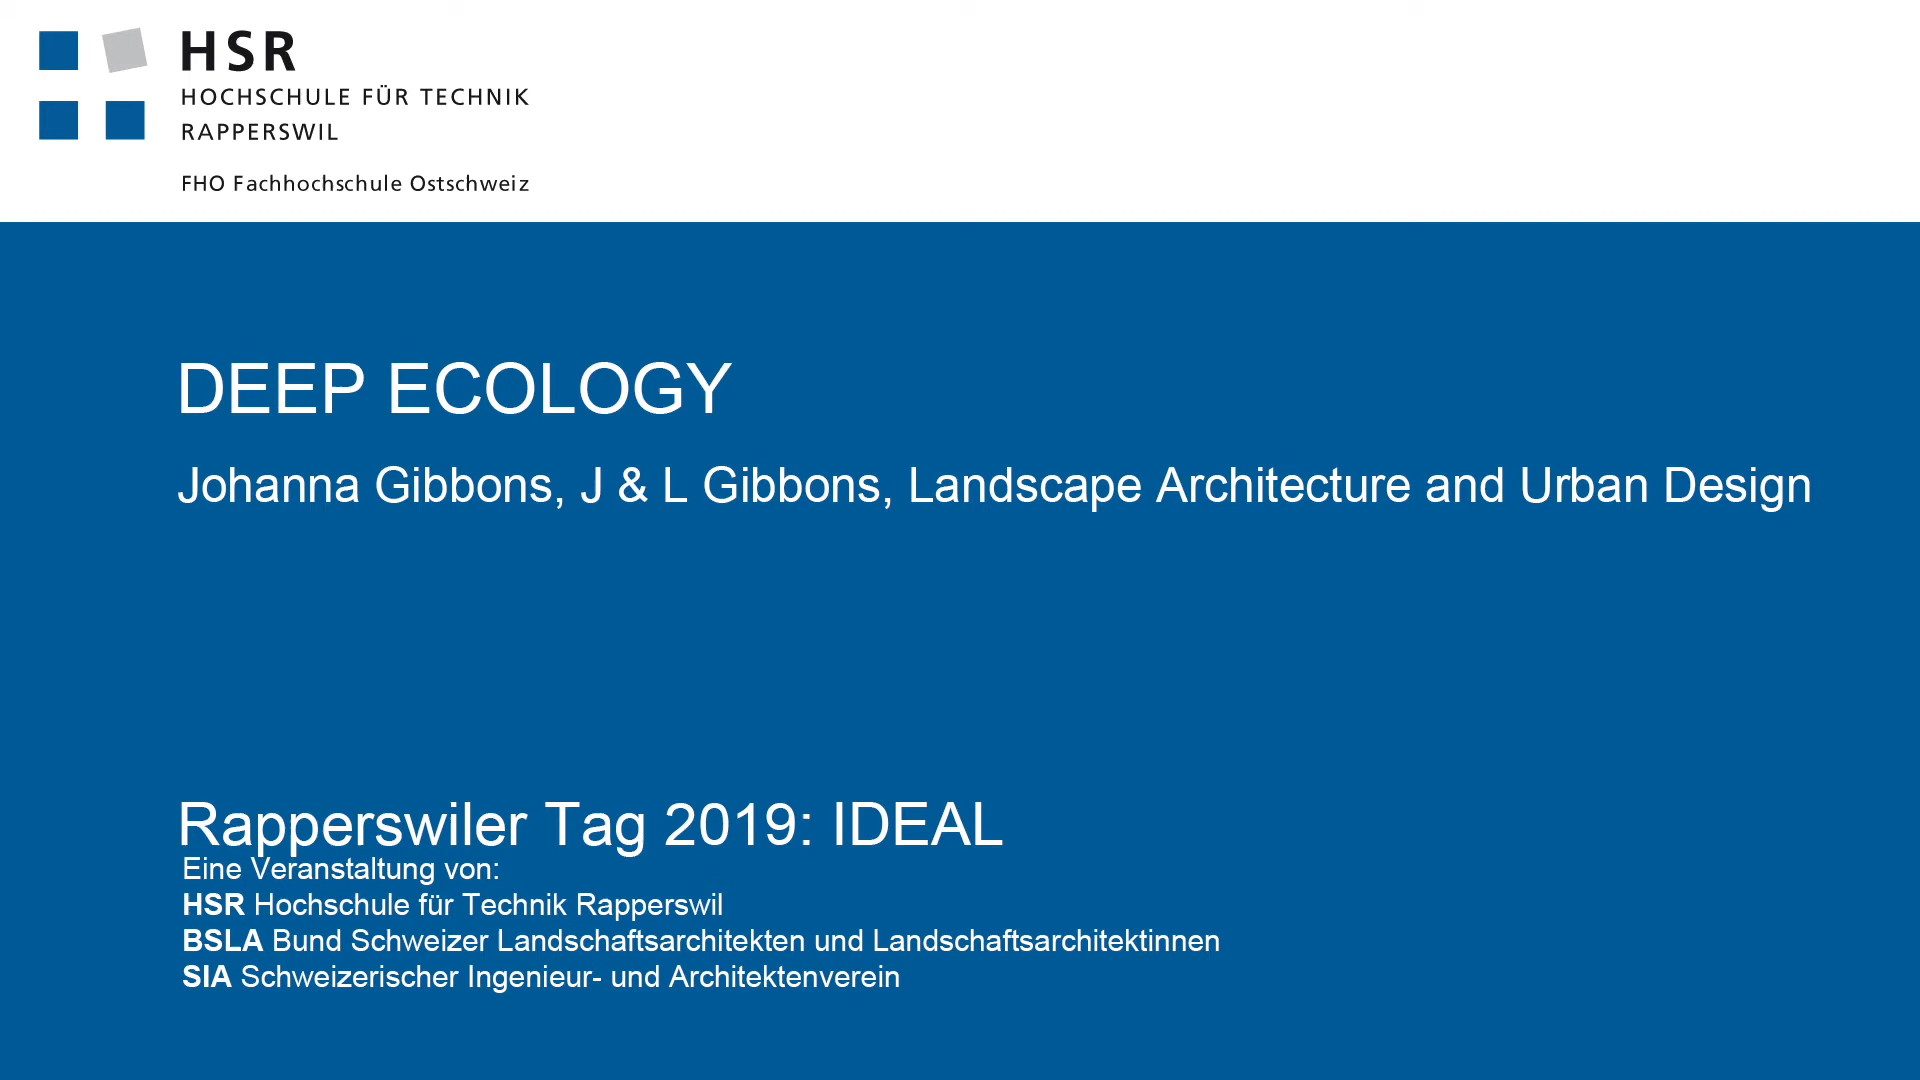 HSR
HOCHSCHULE FÜR TECHNIK
RAPPERSWIL
FHO Fachhochschule Ostschweiz
DEEP ECOLOGY
Johanna Gibbons, J & L Gibbons, Landscape Architecture and Urban Design
Rapperswiler Tag 2019: IDEAL
Eine Veranstaltung von:
HSR Hochschule für Technik Rapperswil
BSLA Bund Schweizer Landschaftsarchitekten und Landschaftsarchitektinnen
SIA Schweizerischer Ingenieur- und Architektenverein